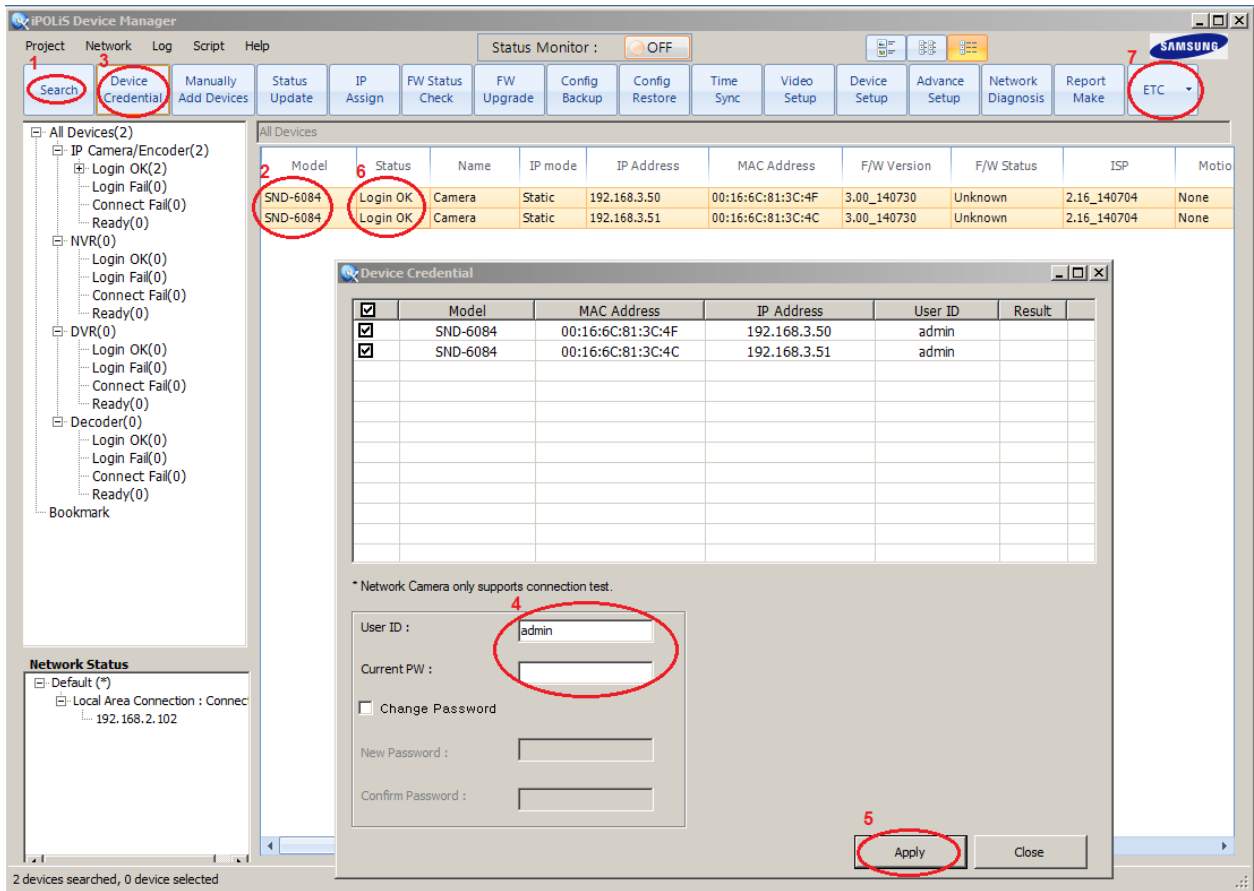 iPOLiS Device Manager
Project Network Log Script Help
Status Monitor : OFF
SAMSUNG
1 3 7
Search
Device Credential
Manually Add Devices
Status Update
IP Assign
FW Status Check
FW Upgrade
Config Backup
Config Restore
Time Sync
Video Setup
Device Setup
Advance Setup
Network Diagnosis
Report Make
ETC
All Devices(2)
IP Camera/Encoder(2)
Login OK(2)
Login Fail(0)
Connect Fail(0)
Ready(0)
NVR(0)
Login OK(0)
Login Fail(0)
Connect Fail(0)
Ready(0)
DVR(0)
Login OK(0)
Login Fail(0)
Connect Fail(0)
Ready(0)
Decoder(0)
Login OK(0)
Login Fail(0)
Connect Fail(0)
Ready(0)
Bookmark
Network Status
Default (*)
Local Area Connection : Connec
192.168.2.102
All Devices
2 6
Model Status Name IP mode IP Address MAC Address F/W Version F/W Status ISP Motio
SND-6084 Login OK Camera Static 192.168.3.50 00:16:6C:81:3C:4F 3.00_140730 Unknown 2.16_140704 None
SND-6084 Login OK Camera Static 192.168.3.51 00:16:6C:81:3C:4C 3.00_140730 Unknown 2.16_140704 None
Device Credential
Model MAC Address IP Address User ID Result
SND-6084 00:16:6C:81:3C:4F 192.168.3.50 admin
SND-6084 00:16:6C:81:3C:4C 192.168.3.51 admin
* Network Camera only supports connection test.
4
User ID : admin
Current PW :
Change Password
New Password :
Confirm Password :
5
Apply Close
2 devices searched, 0 device selected